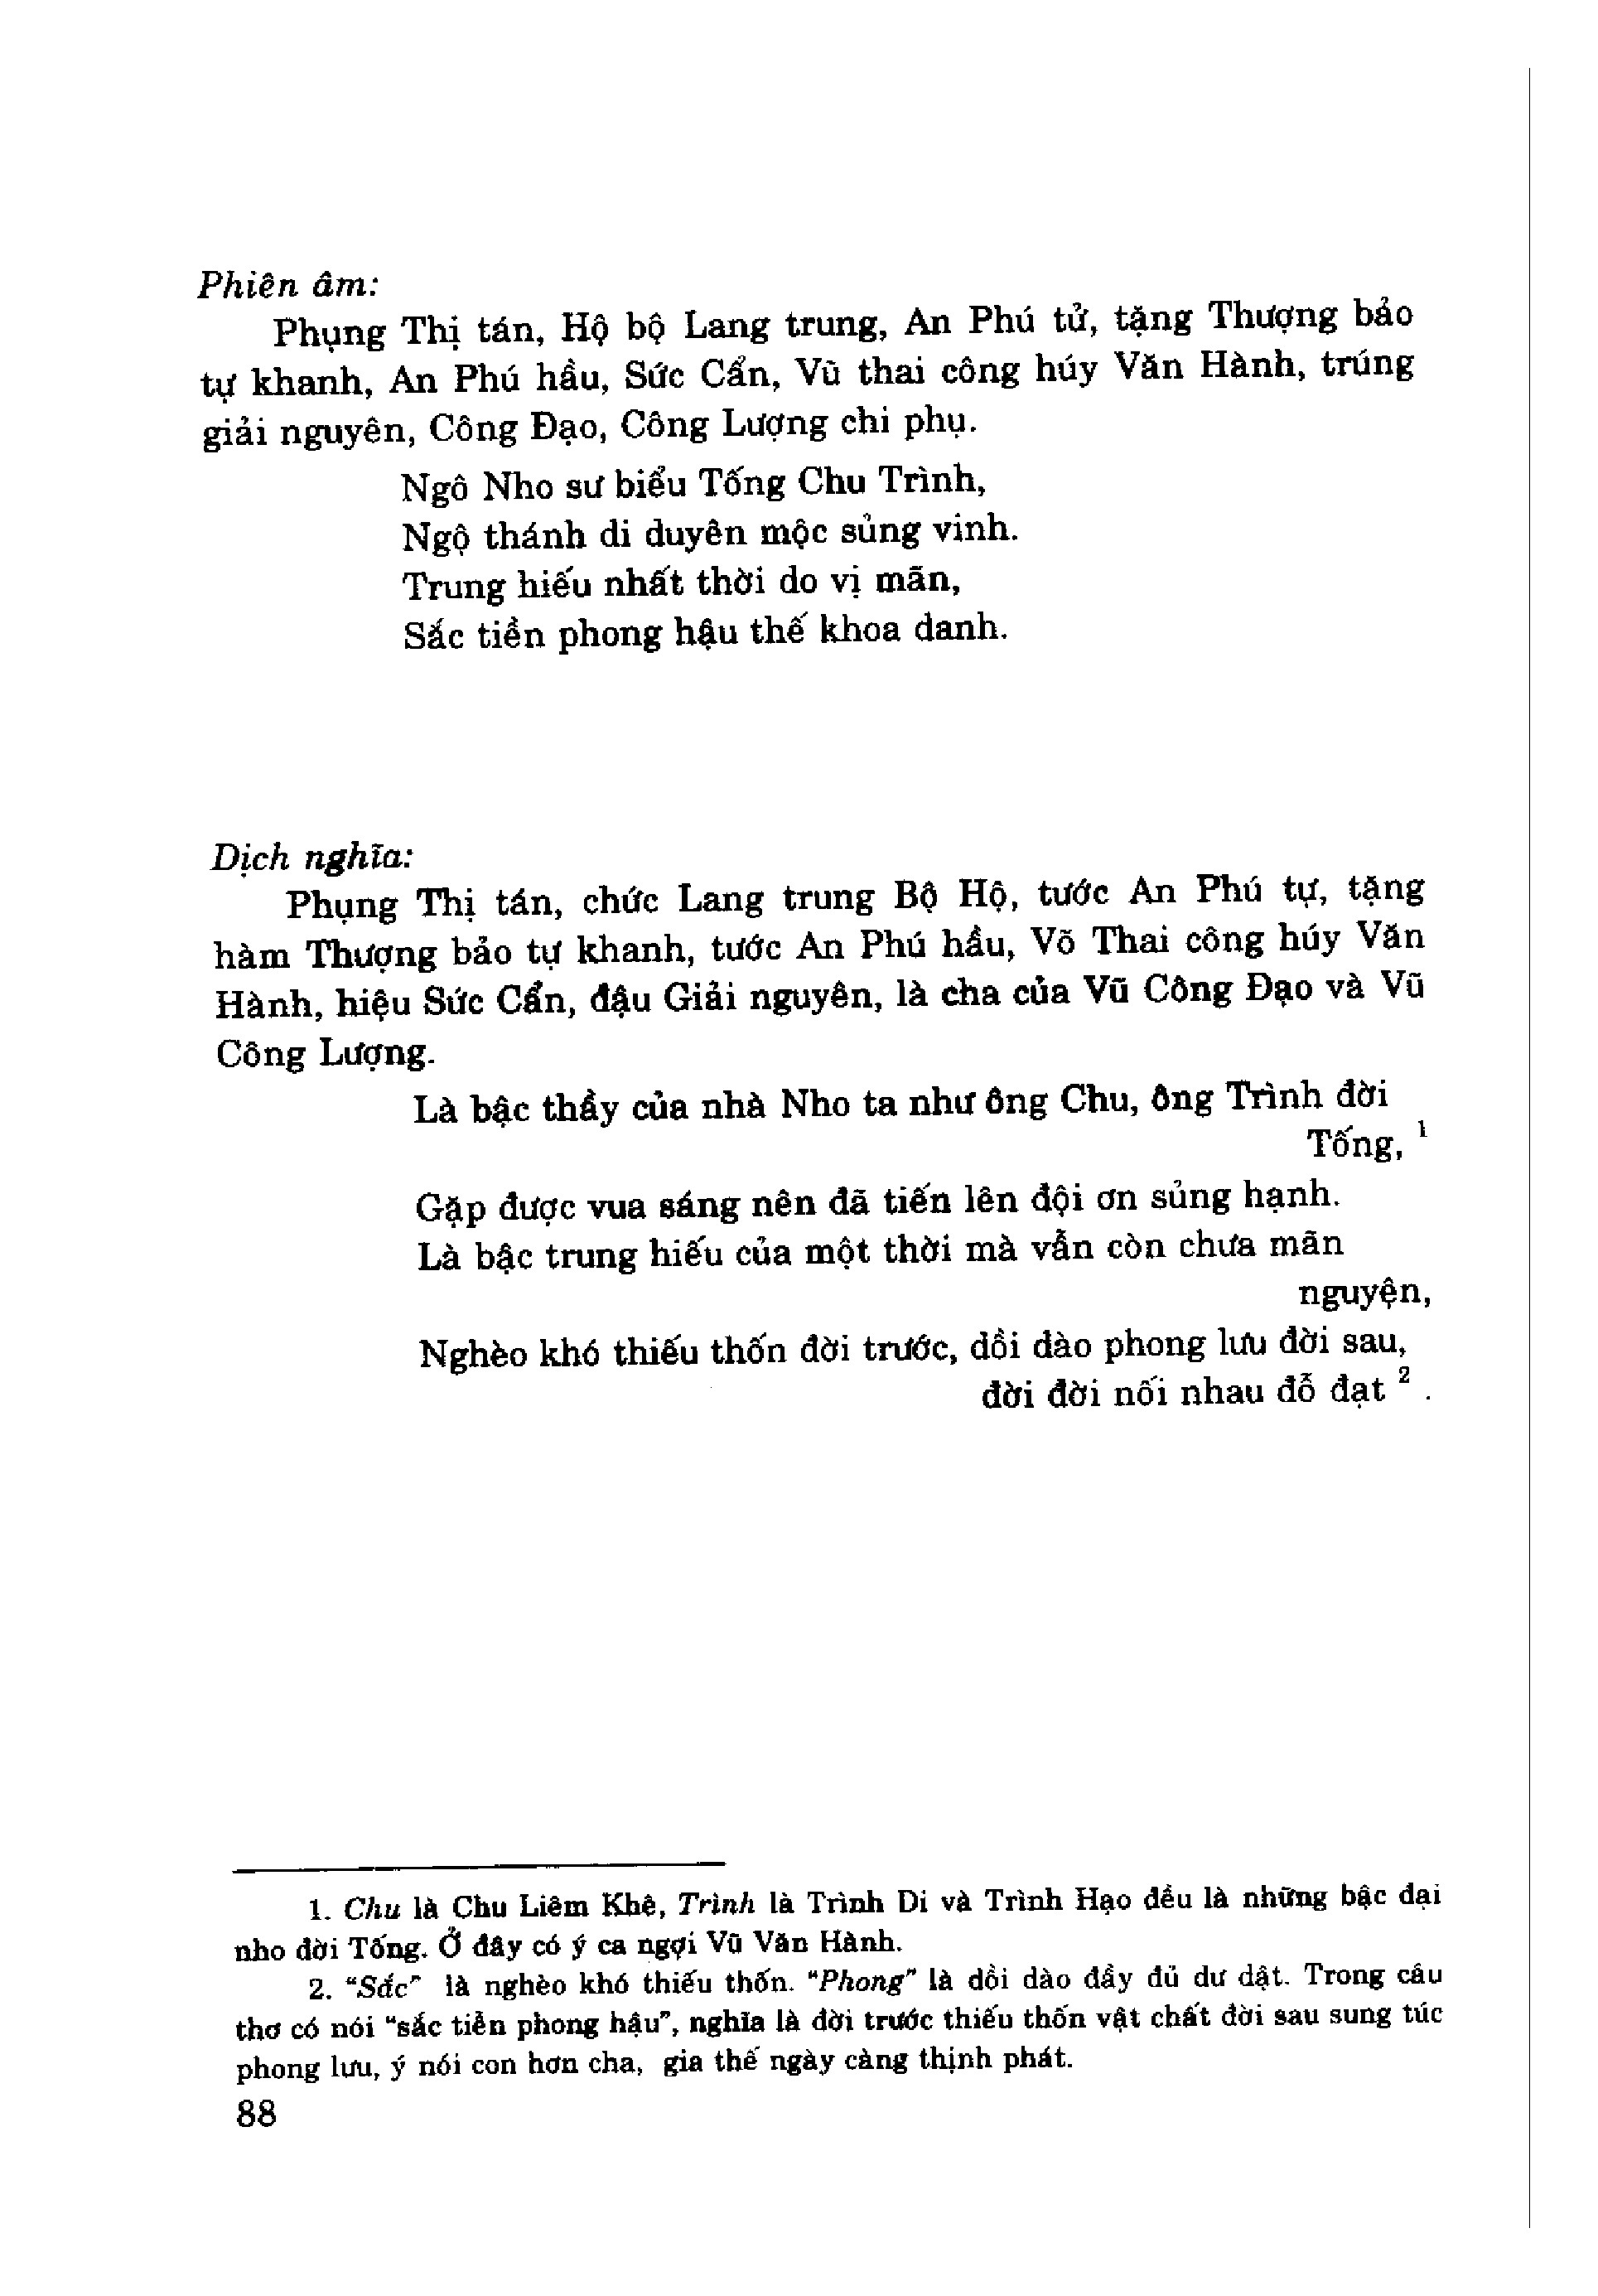 Phiên âm:
Phụng Thị tán, Hộ bộ Lang trung, An Phú tử, tặng Thượng bảo
tự khanh, An Phú hầu, Sức Cẩn, Vũ thai công húy Văn Hành, trúng
giải nguyên, Công Đạo, Công Lượng chi phụ.
Ngô Nho sư biểu Tống Chu Trình,
Ngộ thánh di duyên mộc sủng vinh.
Trung hiếu nhất thời do vị mãn,
Sắc tiền phong hậu thế khoa danh.
Dịch nghĩa:
Phụng Thị tán, chức Lang trung Bộ Hộ, tước An Phú tự, tặng
hàm Thượng bảo tự khanh, tước An Phú hầu, Võ Thai công húy Văn
Hành, hiệu Sức Cẩn, đậu Giải nguyên, là cha của Vũ Công Đạo và Vũ
Công Lượng.
Là bậc thầy của nhà Nho ta như ông Chu, ông Trình đời
Tống, 1
Gặp được vua sáng nên đã tiến lên đội ơn sủng hạnh.
Là bậc trung hiếu của một thời mà vẫn còn chưa mãn
nguyện,
Nghèo khó thiếu thốn đời trước, dồi dào phong lưu đời sau,
đời đời nối nhau đỗ đạt 2 .
1. Chu là Chu Liêm Khê, Trình là Trình Di và Trình Hạo đều là những bậc đại
nho đời Tống. Ở đây có ý ca ngợi Vũ Văn Hành.
2. "Sắc" là nghèo khó thiếu thốn. "Phong" là dồi dào đầy đủ dư dật. Trong câu
thơ có nói "sắc tiền phong hậu", nghĩa là đời trước thiếu thốn vật chất đời sau sung túc
phong lưu, ý nói con hơn cha, gia thế ngày càng thịnh phát.
88